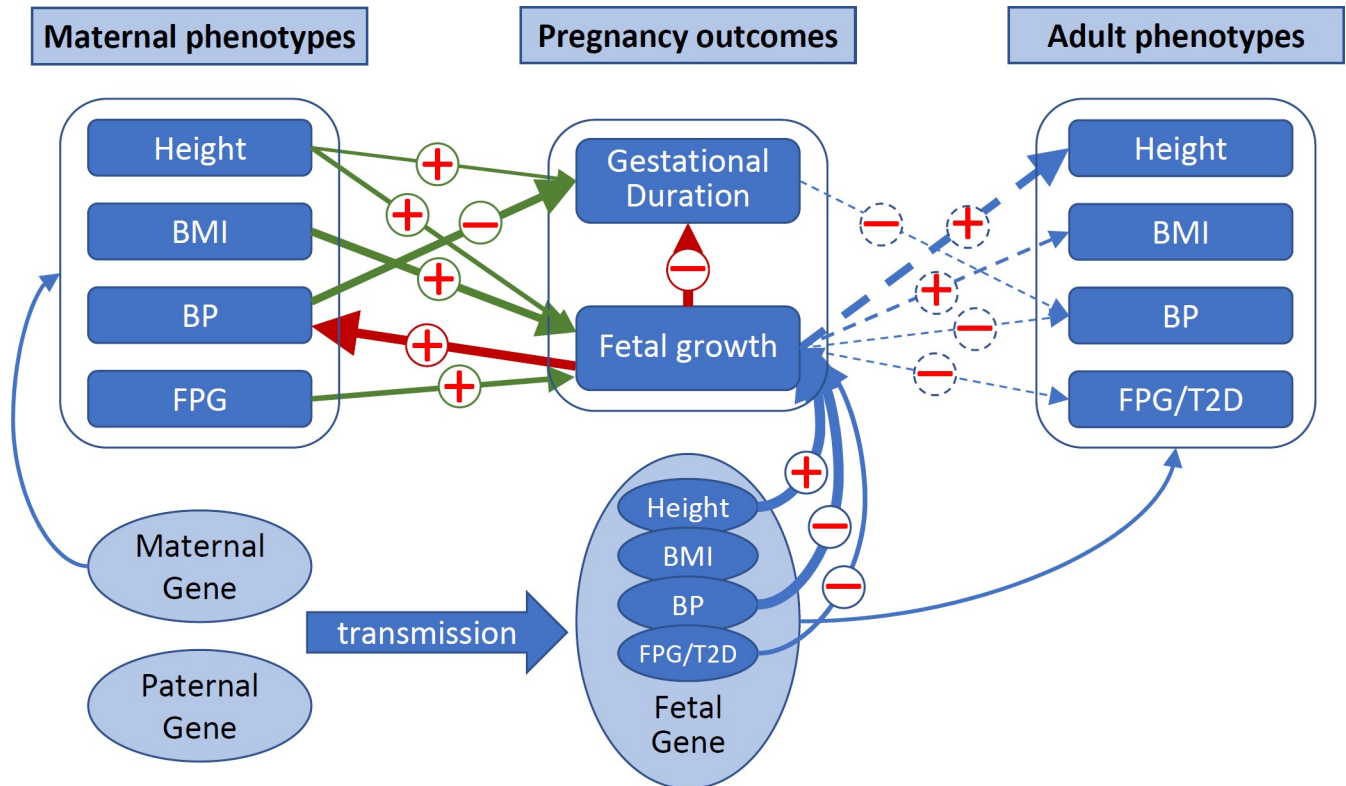 Maternal phenotypes
Pregnancy outcomes
Adult phenotypes
Height
BMI
BP
FPG
Gestational
Duration
Fetal growth
Height
BMI
BP
FPG/T2D
+
+
−
+
+
+
−
−
+
+
−
−
Maternal
Gene
Paternal
Gene
transmission
Height
BMI
BP
FPG/T2D
Fetal
Gene
+
−
−